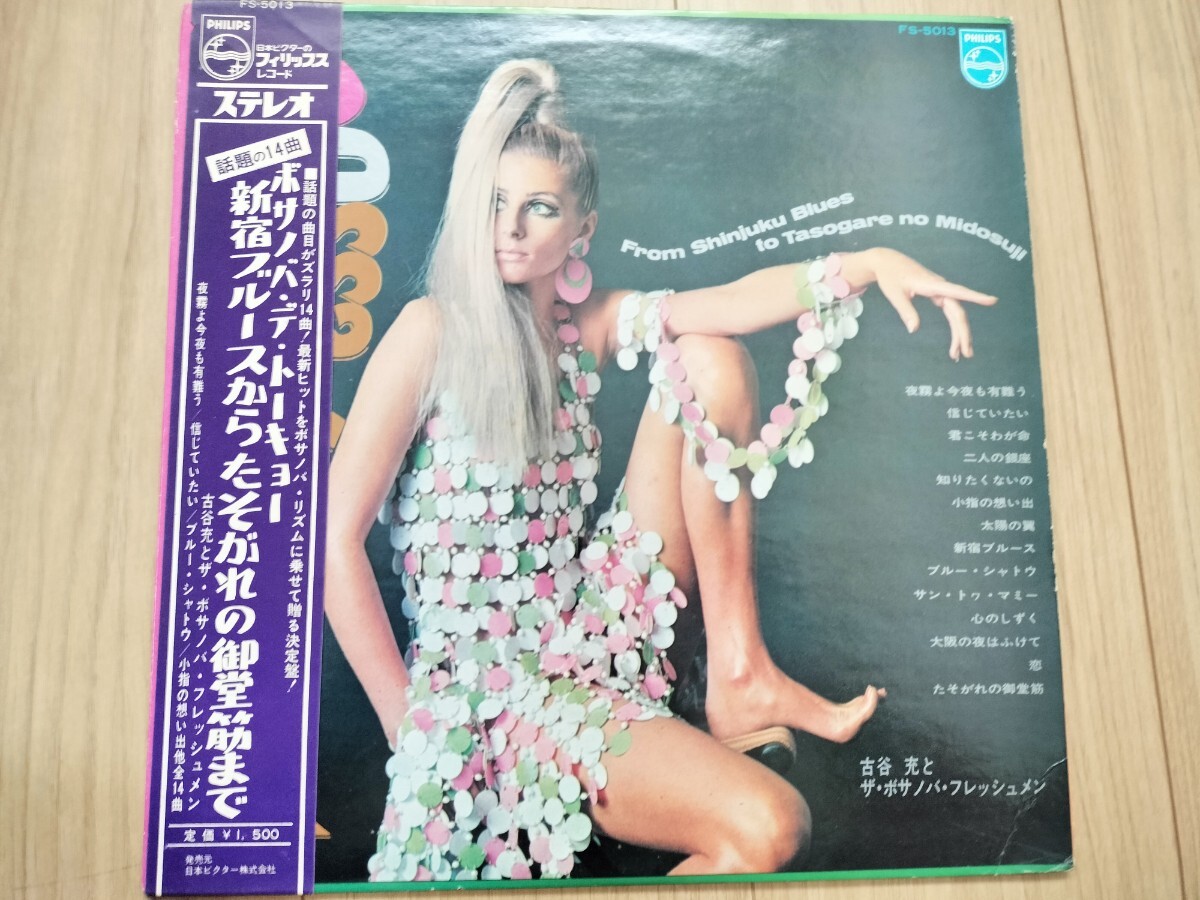 FS-5013
PHILIPS
日本ビクターの
フィリップス
レコード
ステレオ
話題の14曲
■話題の曲目がズラリ14曲!最新ヒットをボサノバ・リズムに乗せて贈る決定盤!
ボサノバ・デ・トーキョー
新宿ブルースからたそがれの御堂筋まで
古谷充とザ・ボサノバ・フレッシュメン
夜霧よ今夜も有難う/信じていたい/ブルー・シャトウ/小指の想い出他全14曲
定価¥1,500
発売元
日本ビクター株式会社
FS-5013
PHILIPS
From Shinjuku Blues
to Tasogare no Midosuji
夜霧よ今夜も有難う
信じていたい
君こそわが命
二人の銀座
知りたくないの
小指の想い出
太陽の翼
新宿ブルース
ブルー・シャトウ
サン・トワ・マミー
心のしずく
大阪の夜はふけて
恋
たそがれの御堂筋
古谷 充と
ザ・ボサノバ・フレッシュメン